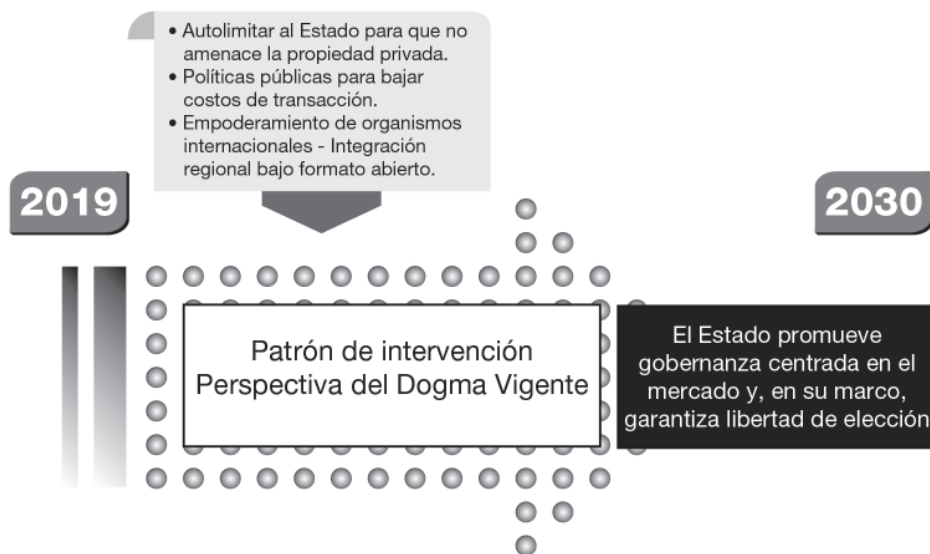 • Autolimitar al Estado para que no
amenace la propiedad privada.
• Políticas públicas para bajar
costos de transacción.
• Empoderamiento de organismos
internacionales - Integración
regional bajo formato abierto.
2019
2030
Patrón de intervención
Perspectiva del Dogma Vigente
El Estado promueve
gobernanza centrada en el
mercado y, en su marco,
garantiza libertad de elección